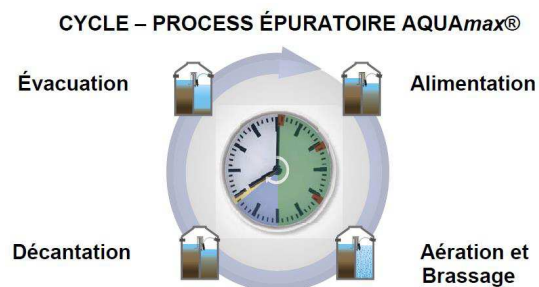 CYCLE – PROCESS ÉPURATOIRE AQUAmax®
Évacuation
Alimentation
Décantation
Aération et
Brassage